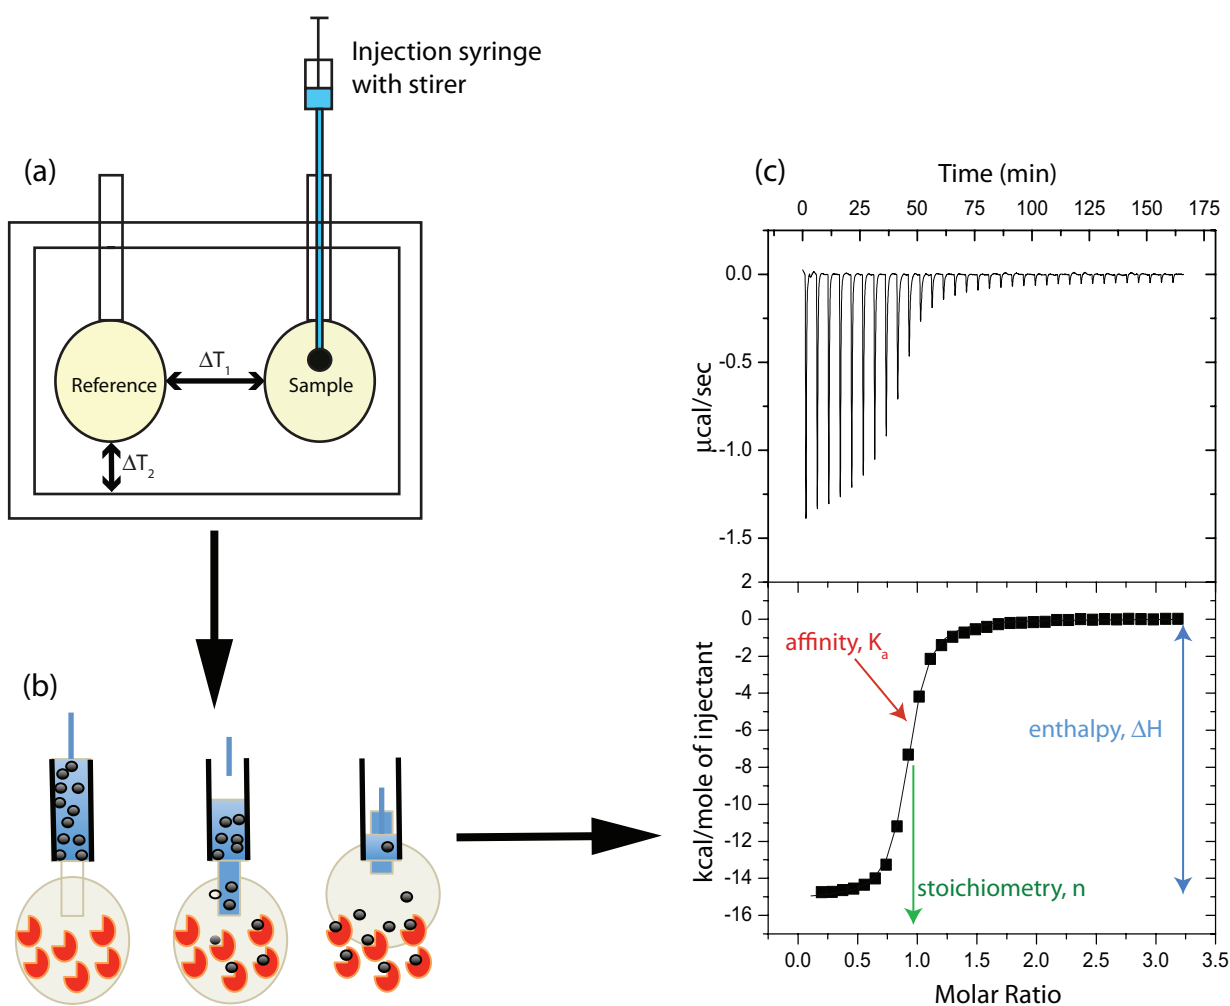 Injection syringe
with stirer
(a)
Reference
ΔT1
Sample
ΔT2
(b)
(c)
Time (min)
0 25 50 75 100 125 150 175
0.0
-0.5
-1.0
-1.5
μcal/sec
2
0
-2
-4
-6
-8
-10
-12
-14
-16
kcal/mole of injectant
affinity, Ka
enthalpy, ΔH
stoichiometry, n
0.0 0.5 1.0 1.5 2.0 2.5 3.0 3.5
Molar Ratio